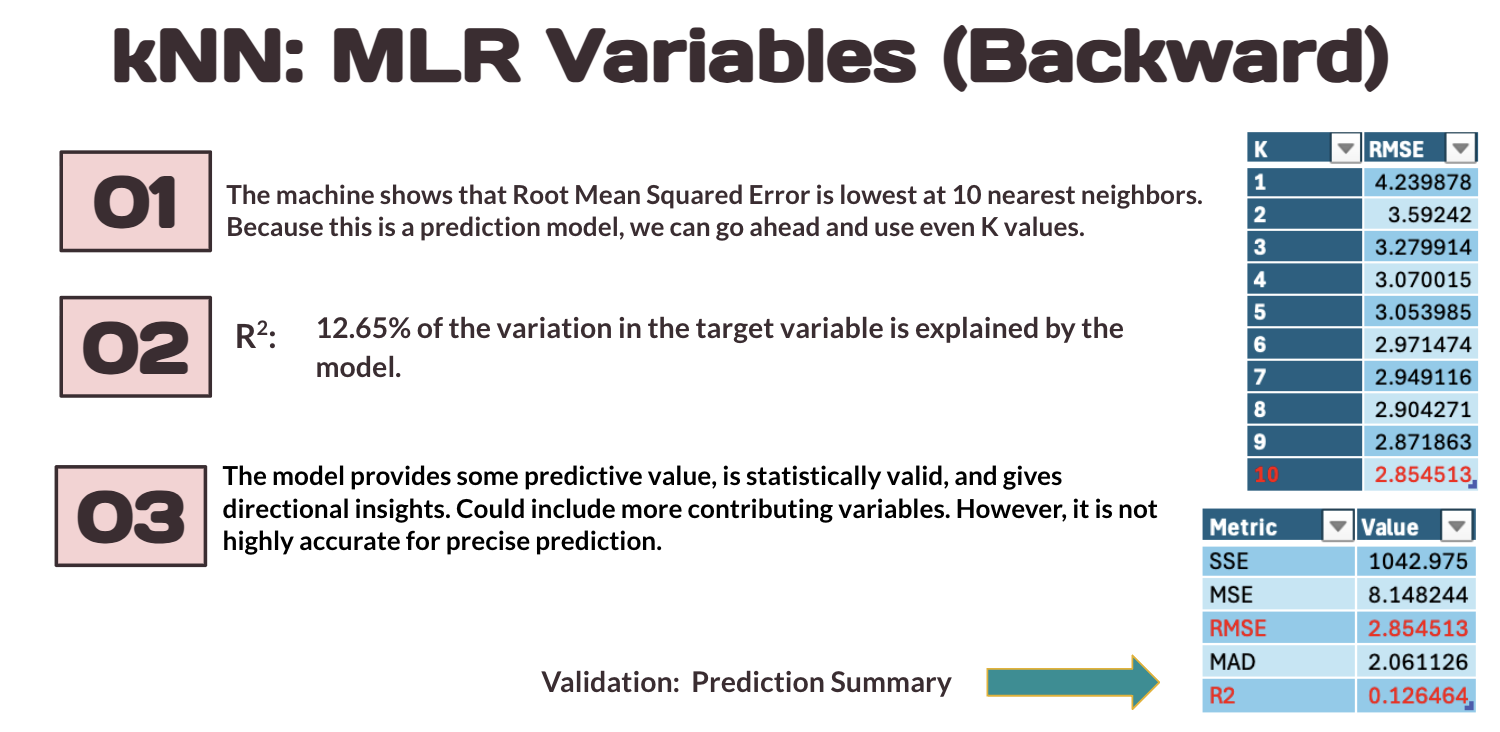 kNN: MLR Variables (Backward)
01
The machine shows that Root Mean Squared Error is lowest at 10 nearest neighbors.
Because this is a prediction model, we can go ahead and use even K values.
02
R²:
12.65% of the variation in the target variable is explained by the
model.
03
The model provides some predictive value, is statistically valid, and gives
directional insights. Could include more contributing variables. However, it is not
highly accurate for precise prediction.
Validation: Prediction Summary
K RMSE
1 4.239878
2 3.59242
3 3.279914
4 3.070015
5 3.053985
6 2.971474
7 2.949116
8 2.904271
9 2.871863
10 2.854513
Metric Value
SSE 1042.975
MSE 8.148244
RMSE 2.854513
MAD 2.061126
R2 0.126464